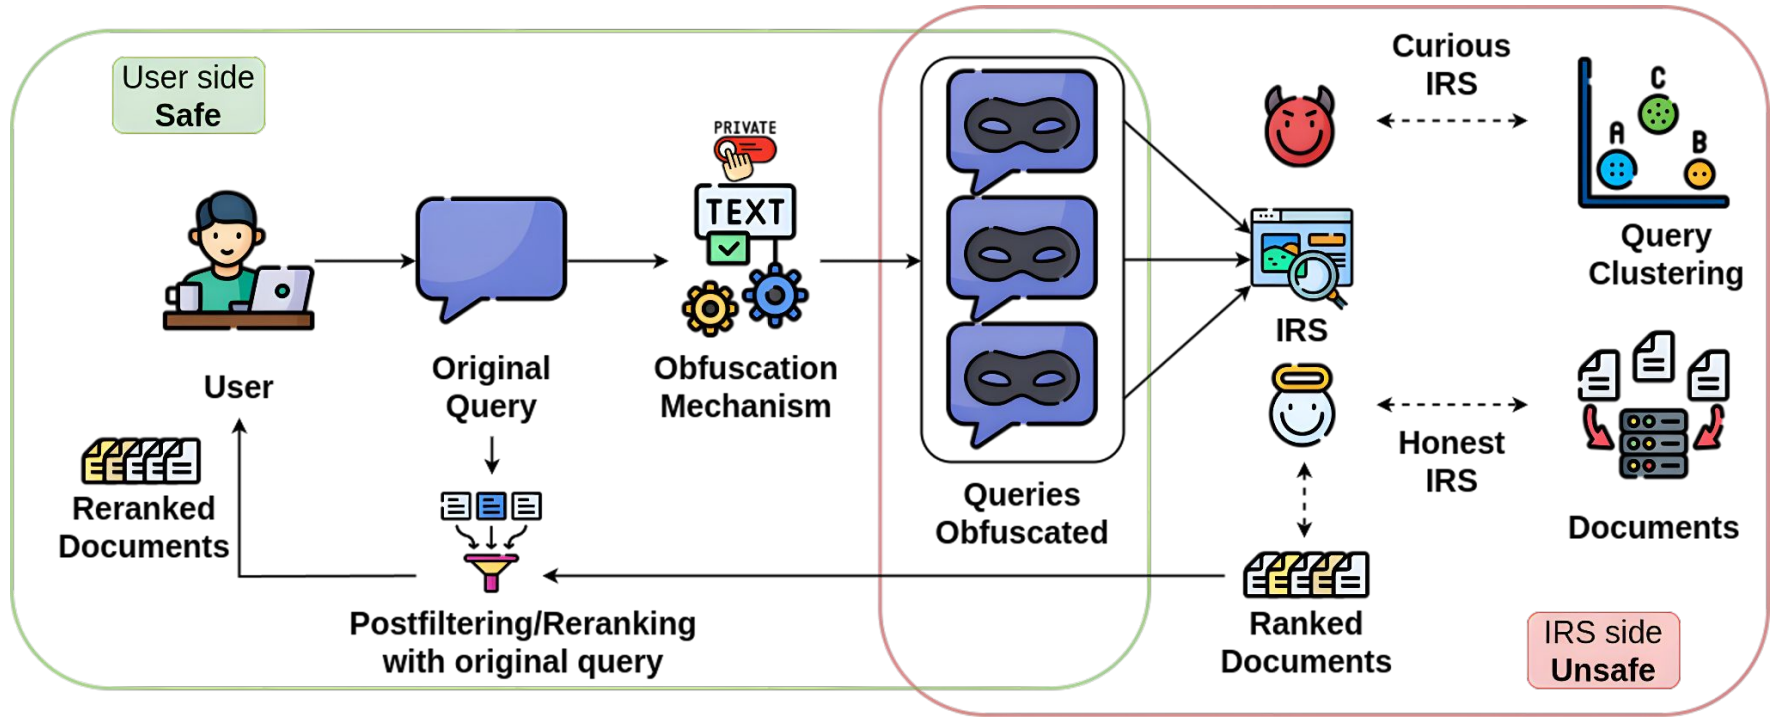 User side
Safe
User
Original
Query
PRIVATE
TEXT
Obfuscation
Mechanism
Queries
Obfuscated
Curious
IRS
C
A
B
Query
Clustering
IRS
Honest
IRS
Documents
Ranked
Documents
Postfiltering/Reranking
with original query
Reranked
Documents
IRS side
Unsafe